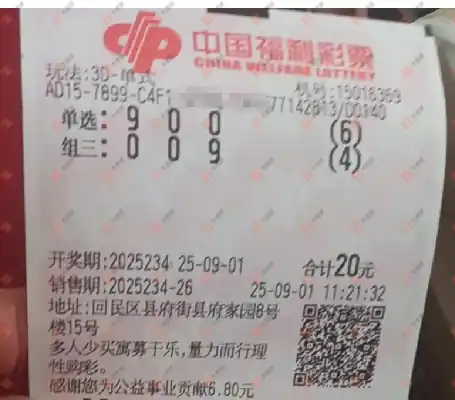 中国福利彩票
CHINA WELFARE LOTTERY
玩法:3D-单式 机号:15016369
AD15-7899-C4F1 77142813/D0140
单选:9 0 0 (6)
组三:0 0 9 (4)
开奖期:2025234 25-09-01 合计20元
销售期:2025234-26 25-09-01 11:21:32
地址:回民区县府街县府家园8号
楼15号
多人少买寓募于乐,量力而行理
性购彩。
感谢您为公益事业贡献6.80元